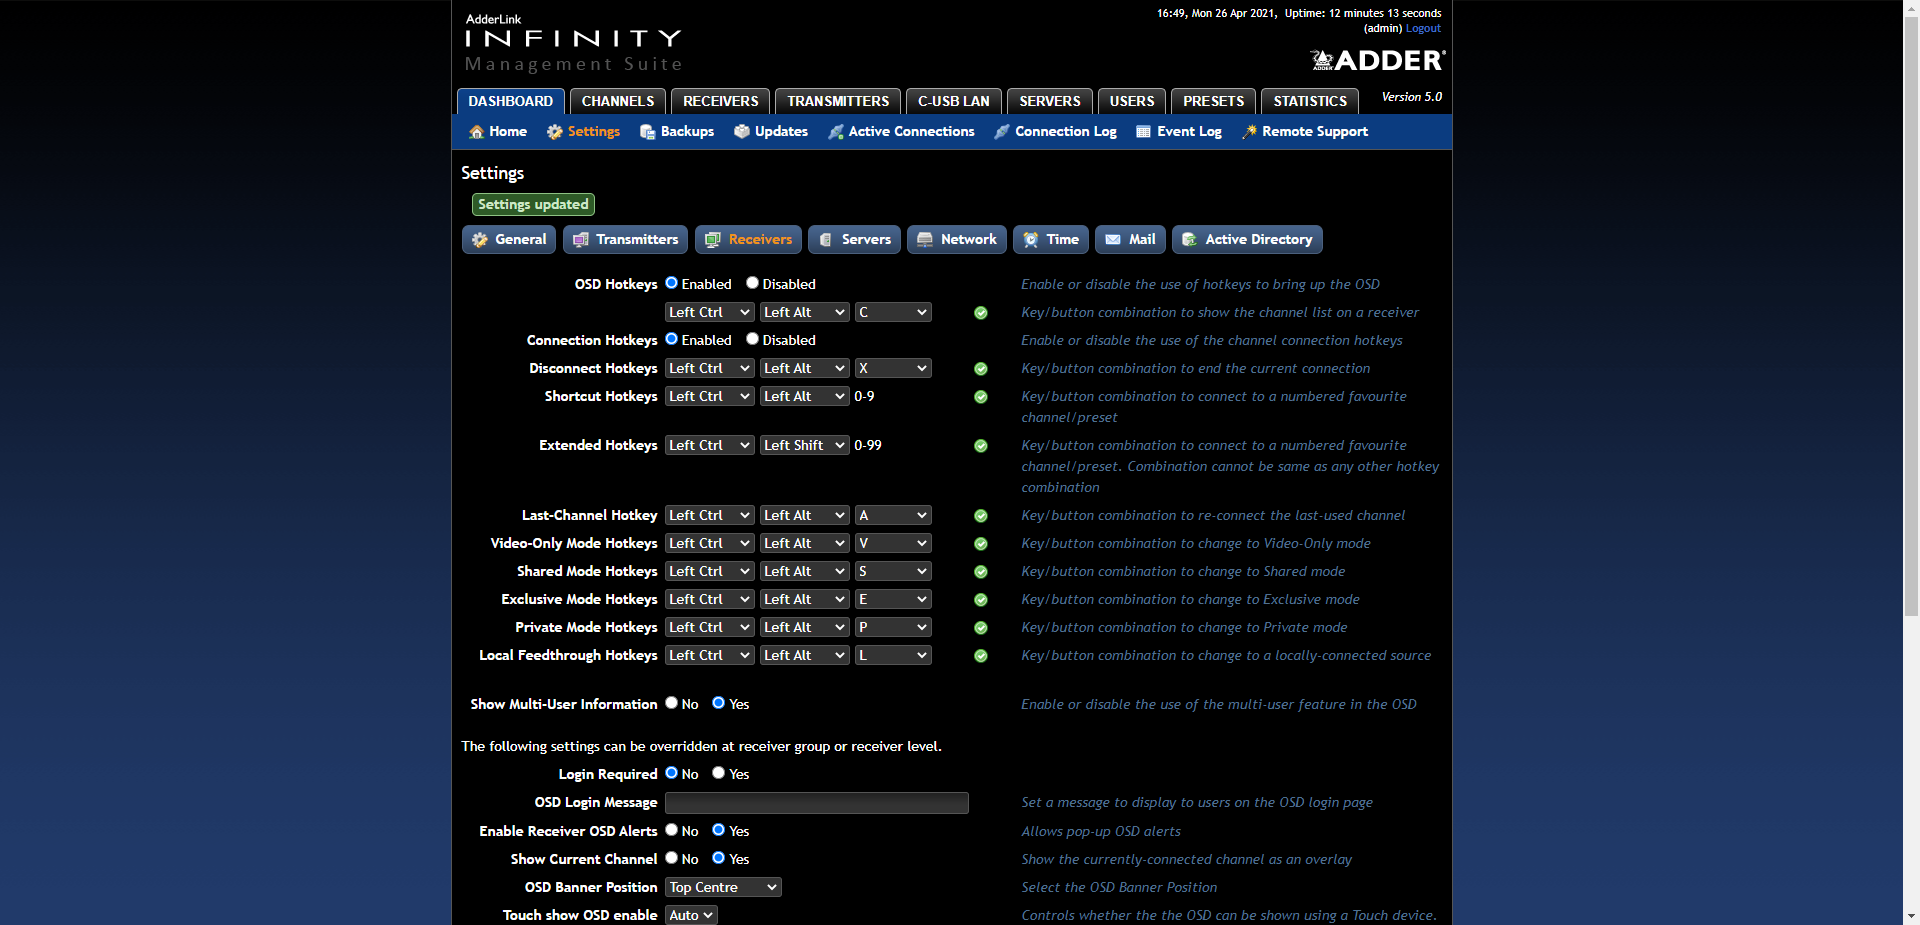 AdderLink
INFINITY
Management Suite
16:49, Mon 26 Apr 2021, Uptime: 12 minutes 13 seconds
(admin) Logout
ADDER
ADDER®
DASHBOARD CHANNELS RECEIVERS TRANSMITTERS C-USB LAN SERVERS USERS PRESETS STATISTICS Version 5.0
Home Settings Backups Updates Active Connections Connection Log Event Log Remote Support
Settings
Settings updated
General Transmitters Receivers Servers Network Time Mail Active Directory
OSD Hotkeys Enabled Disabled Enable or disable the use of hotkeys to bring up the OSD
Left Ctrl Left Alt C Key/button combination to show the channel list on a receiver
Connection Hotkeys Enabled Disabled Enable or disable the use of the channel connection hotkeys
Disconnect Hotkeys Left Ctrl Left Alt X Key/button combination to end the current connection
Shortcut Hotkeys Left Ctrl Left Alt 0-9 Key/button combination to connect to a numbered favourite
channel/preset
Extended Hotkeys Left Ctrl Left Shift 0-99 Key/button combination to connect to a numbered favourite
channel/preset. Combination cannot be same as any other hotkey
combination
Last-Channel Hotkey Left Ctrl Left Alt A Key/button combination to re-connect the last-used channel
Video-Only Mode Hotkeys Left Ctrl Left Alt V Key/button combination to change to Video-Only mode
Shared Mode Hotkeys Left Ctrl Left Alt S Key/button combination to change to Shared mode
Exclusive Mode Hotkeys Left Ctrl Left Alt E Key/button combination to change to Exclusive mode
Private Mode Hotkeys Left Ctrl Left Alt P Key/button combination to change to Private mode
Local Feedthrough Hotkeys Left Ctrl Left Alt L Key/button combination to change to a locally-connected source
Show Multi-User Information No Yes Enable or disable the use of the multi-user feature in the OSD
The following settings can be overridden at receiver group or receiver level.
Login Required No Yes
OSD Login Message Set a message to display to users on the OSD login page
Enable Receiver OSD Alerts No Yes Allows pop-up OSD alerts
Show Current Channel No Yes Show the currently-connected channel as an overlay
OSD Banner Position Top Centre Select the OSD Banner Position
Touch show OSD enable Auto Controls whether the the OSD can be shown using a Touch device.